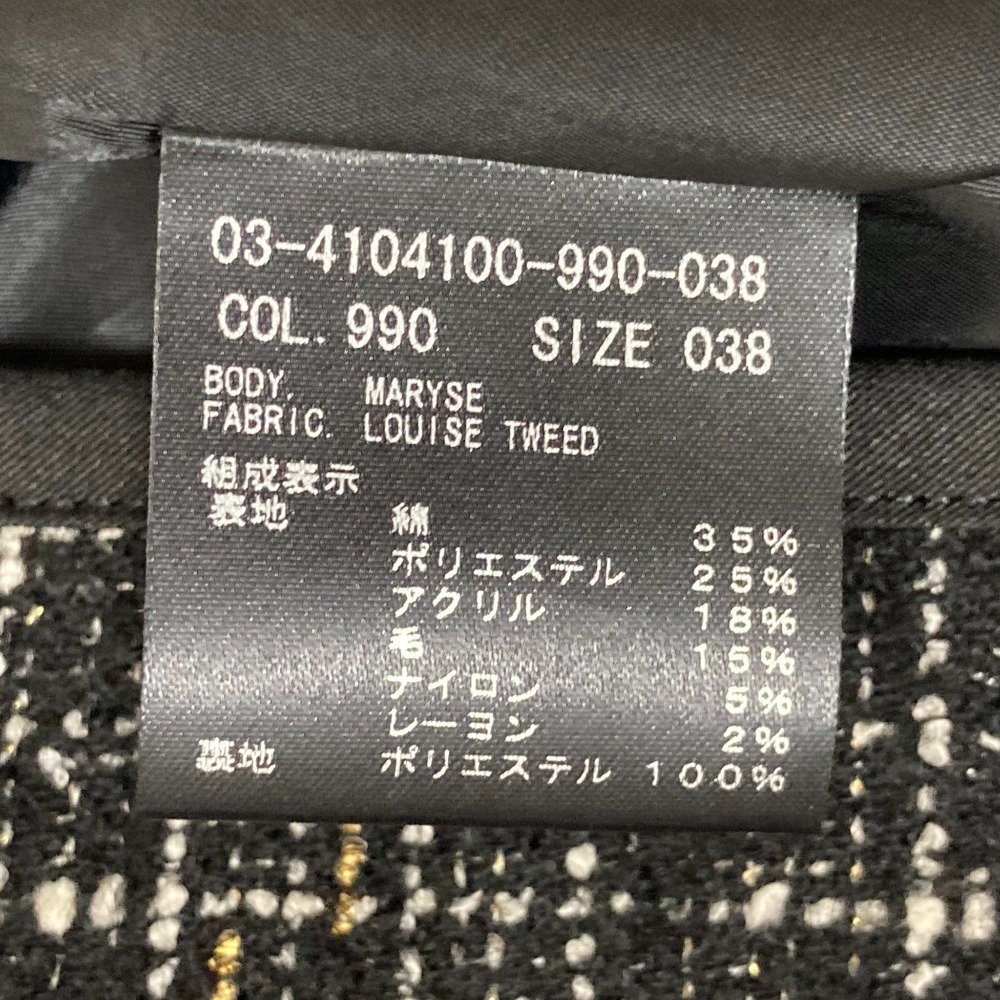 03-4104100-990-038
COL. 990 SIZE 038
BODY. MARYSE
FABRIC. LOUISE TWEED
組成表示
表地 綿 35%
ポリエステル 25%
アクリル 18%
毛 15%
ナイロン 5%
レーヨン 2%
裏地 ポリエステル 100%